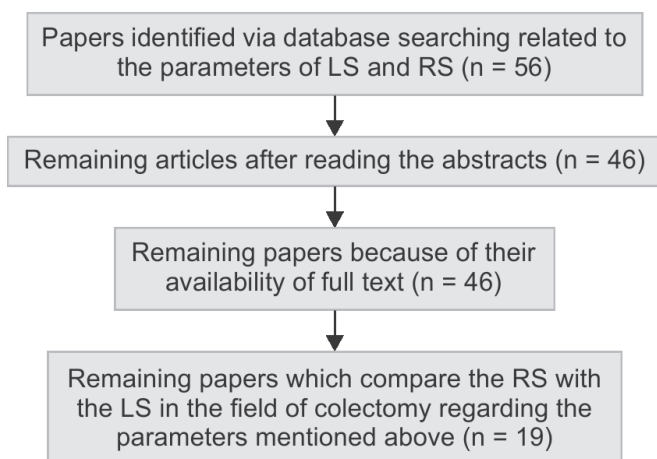 Papers identified via database searching related to
the parameters of LS and RS (n = 56)
Remaining articles after reading the abstracts (n = 46)
Remaining papers because of their
availability of full text (n = 46)
Remaining papers which compare the RS with
the LS in the field of colectomy regarding the
parameters mentioned above (n = 19)